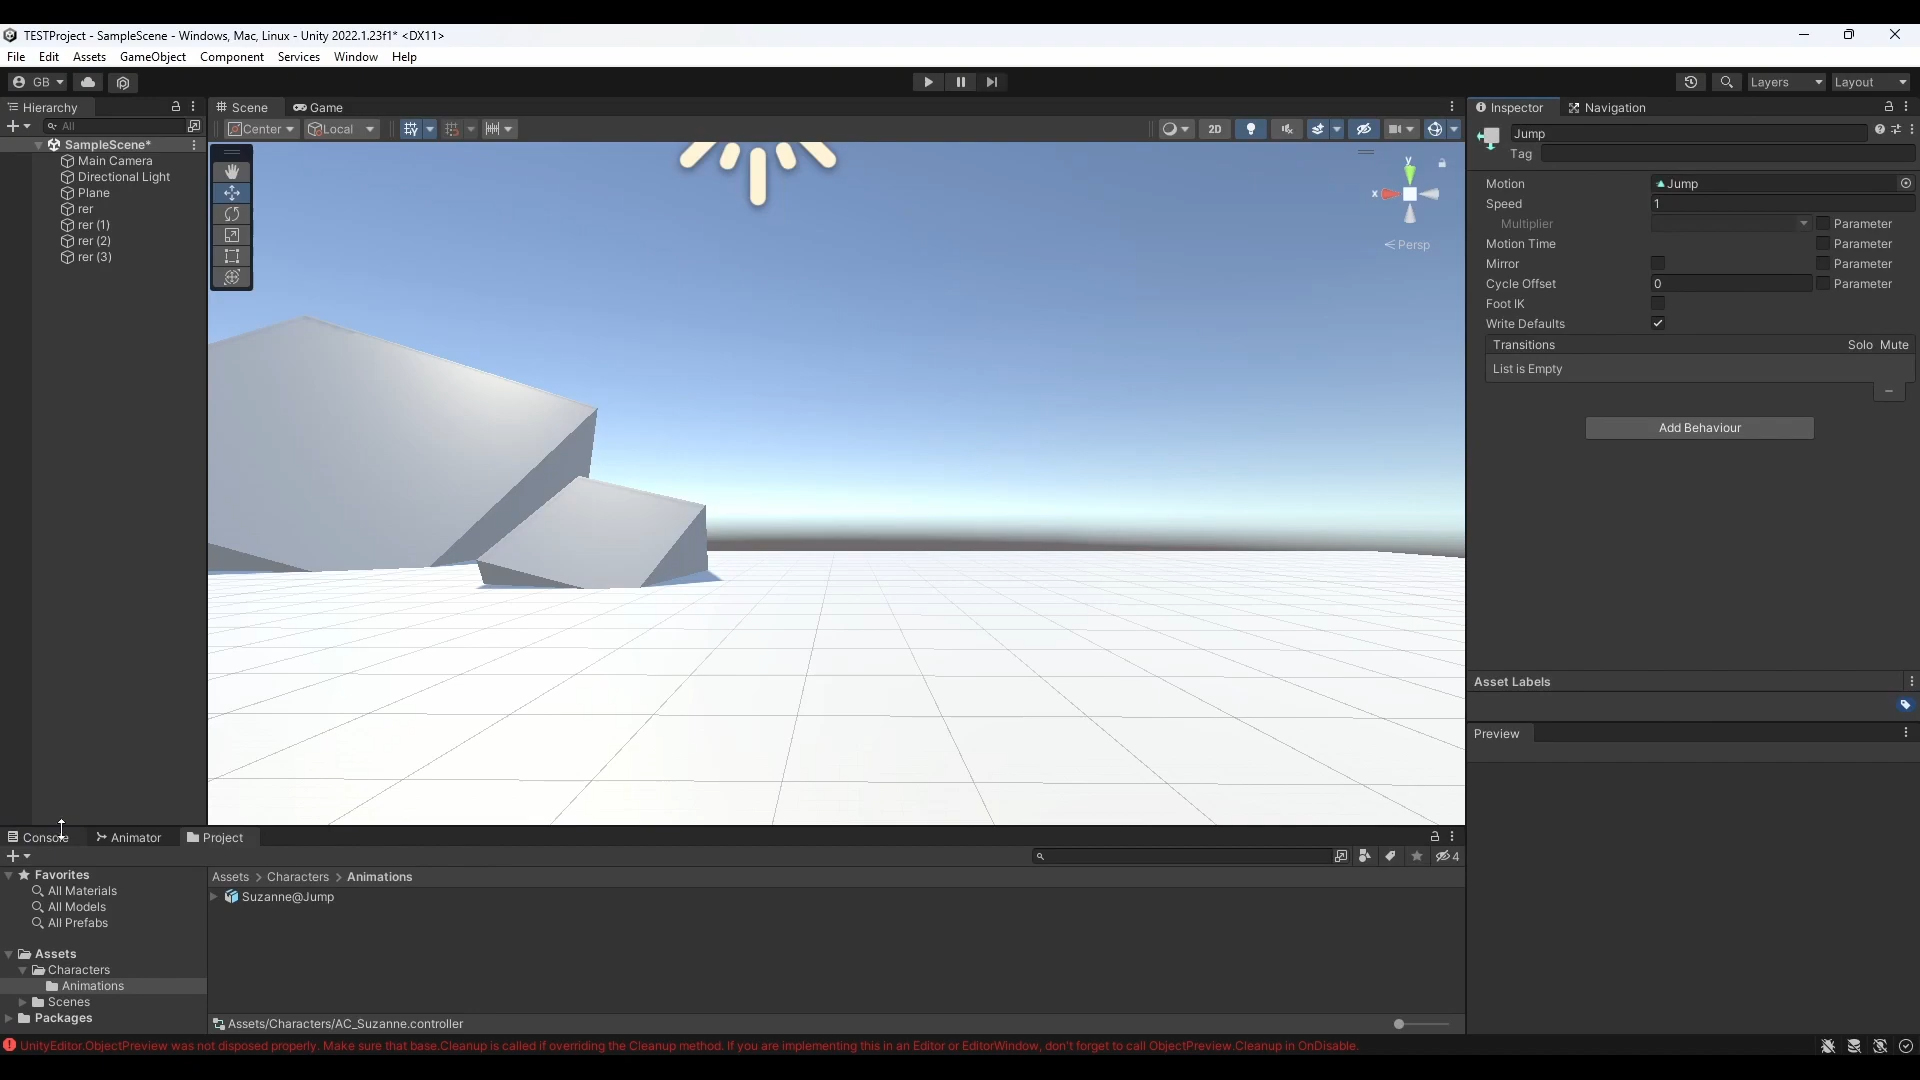 TESTProject - SampleScene - Windows, Mac, Linux - Unity 2022.1.23f1* <DX11>
File Edit Assets GameObject Component Services Window Help
GB Layers Layout
Hierarchy
All
SampleScene*
Main Camera
Directional Light
Plane
rer
rer (1)
rer (2)
rer (3)
Scene Game
Center Local 2D
y
x
Persp
Inspector Navigation
Jump
Tag
Motion Jump
Speed 1
Multiplier Parameter
Motion Time Parameter
Mirror Parameter
Cycle Offset 0 Parameter
Foot IK
Write Defaults
Transitions Solo Mute
List is Empty
Add Behaviour
Asset Labels
Preview
Console Animator Project
4
Favorites
All Materials
All Models
All Prefabs
Assets
Characters
Animations
Scenes
Packages
Assets > Characters > Animations
Suzanne@Jump
Assets/Characters/AC_Suzanne.controller
UnityEditor.ObjectPreview was not disposed properly. Make sure that base.Cleanup is called if overriding the Cleanup method. If you are implementing this in an Editor or EditorWindow, don't forget to call ObjectPreview.Cleanup in OnDisable.